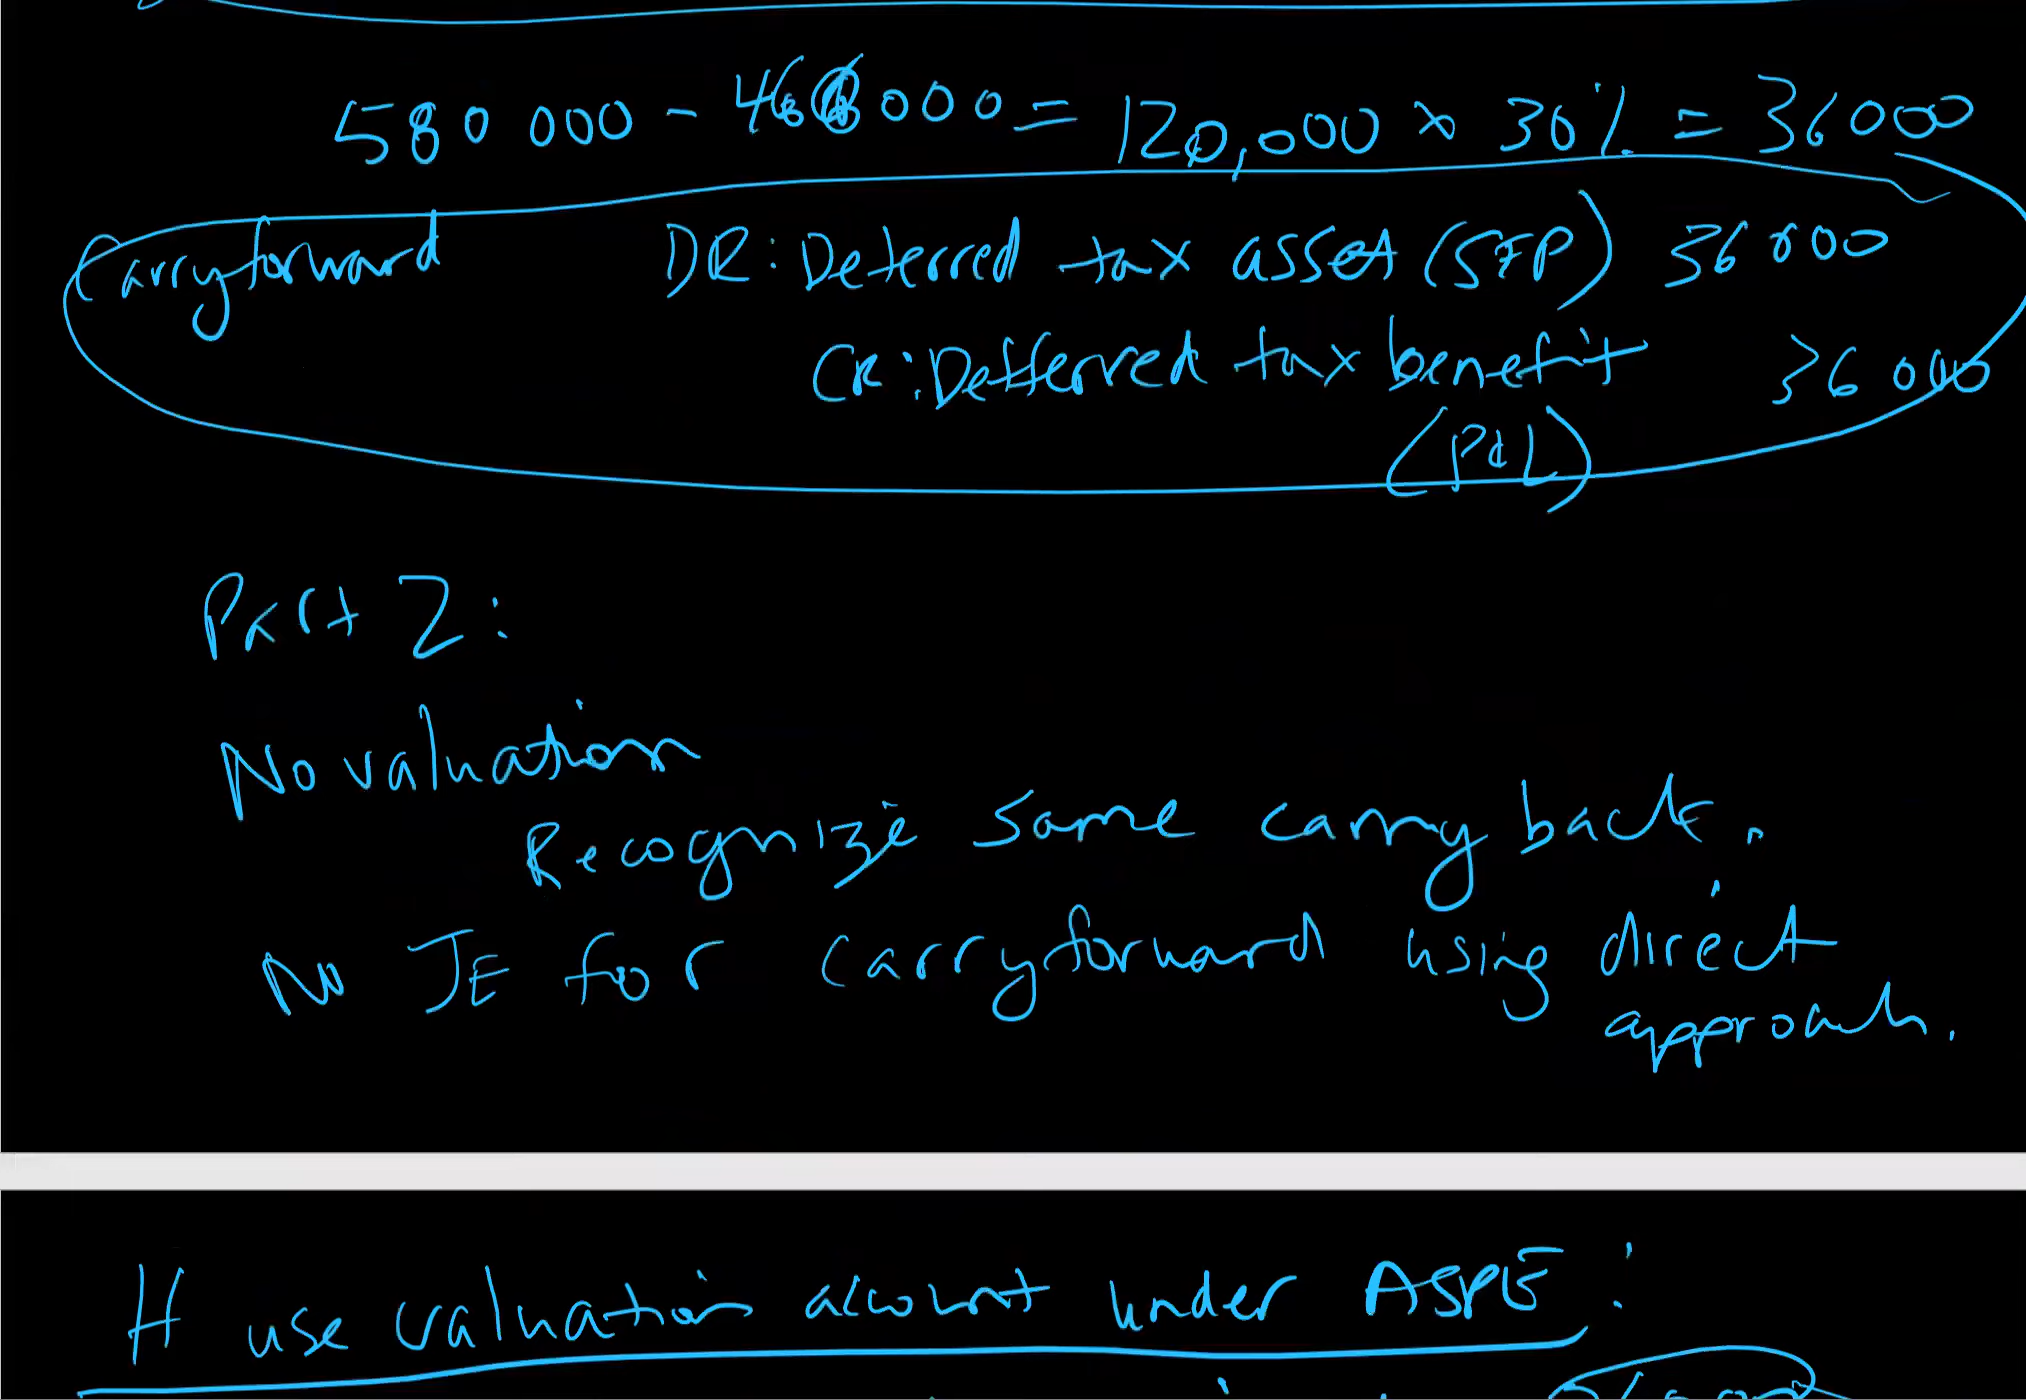 580 000 - 460 000 = 120,000 x 30% = 36000
Carryforward DR: Deferred tax asset (SFP) 36 000
CR: Defferred tax benefit 36 000
(P&L)
Part 2:
No valuation
Recognize same carry back.
No JE for carryforward using direct
approach.
If use valuation account under ASPE: